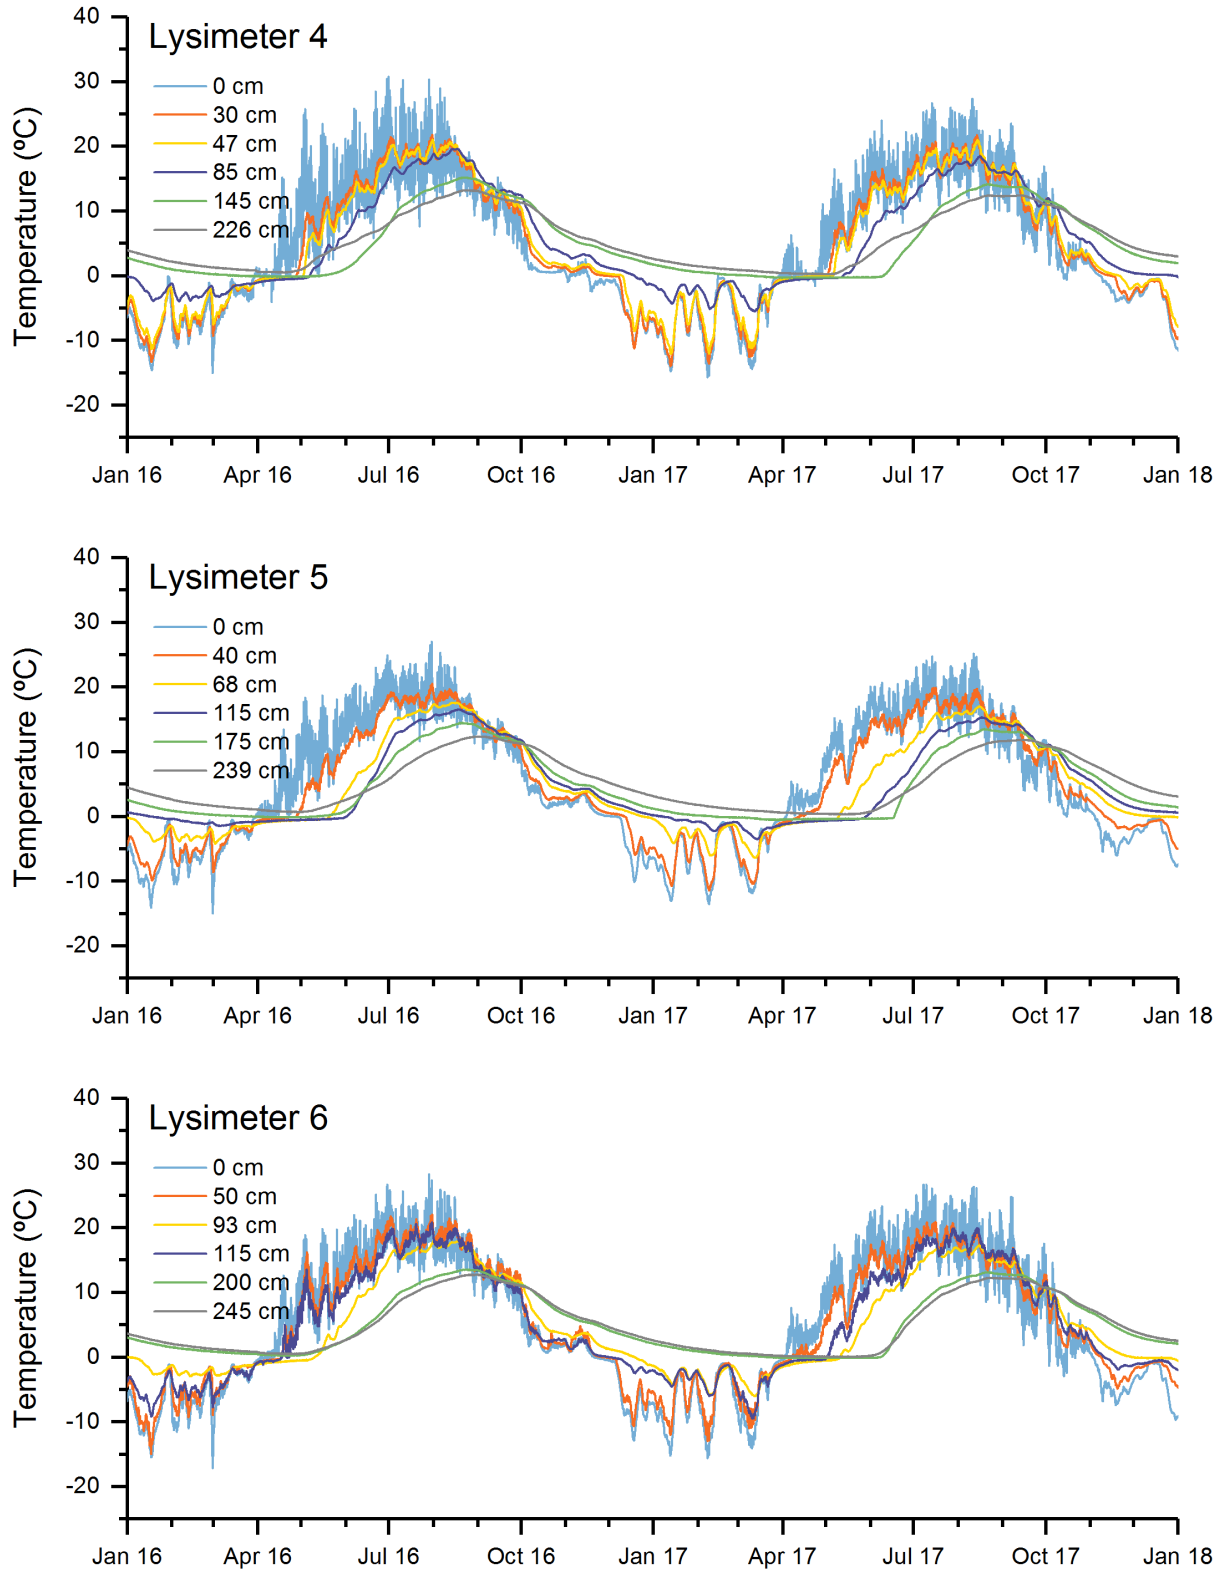 Lysimeter 4
0 cm
30 cm
47 cm
85 cm
145 cm
226 cm
Temperature (ºC)
40
30
20
10
0
-10
-20
Jan 16 Apr 16 Jul 16 Oct 16 Jan 17 Apr 17 Jul 17 Oct 17 Jan 18
Lysimeter 5
0 cm
40 cm
68 cm
115 cm
175 cm
239 cm
Temperature (ºC)
40
30
20
10
0
-10
-20
Jan 16 Apr 16 Jul 16 Oct 16 Jan 17 Apr 17 Jul 17 Oct 17 Jan 18
Lysimeter 6
0 cm
50 cm
93 cm
115 cm
200 cm
245 cm
Temperature (ºC)
40
30
20
10
0
-10
-20
Jan 16 Apr 16 Jul 16 Oct 16 Jan 17 Apr 17 Jul 17 Oct 17 Jan 18